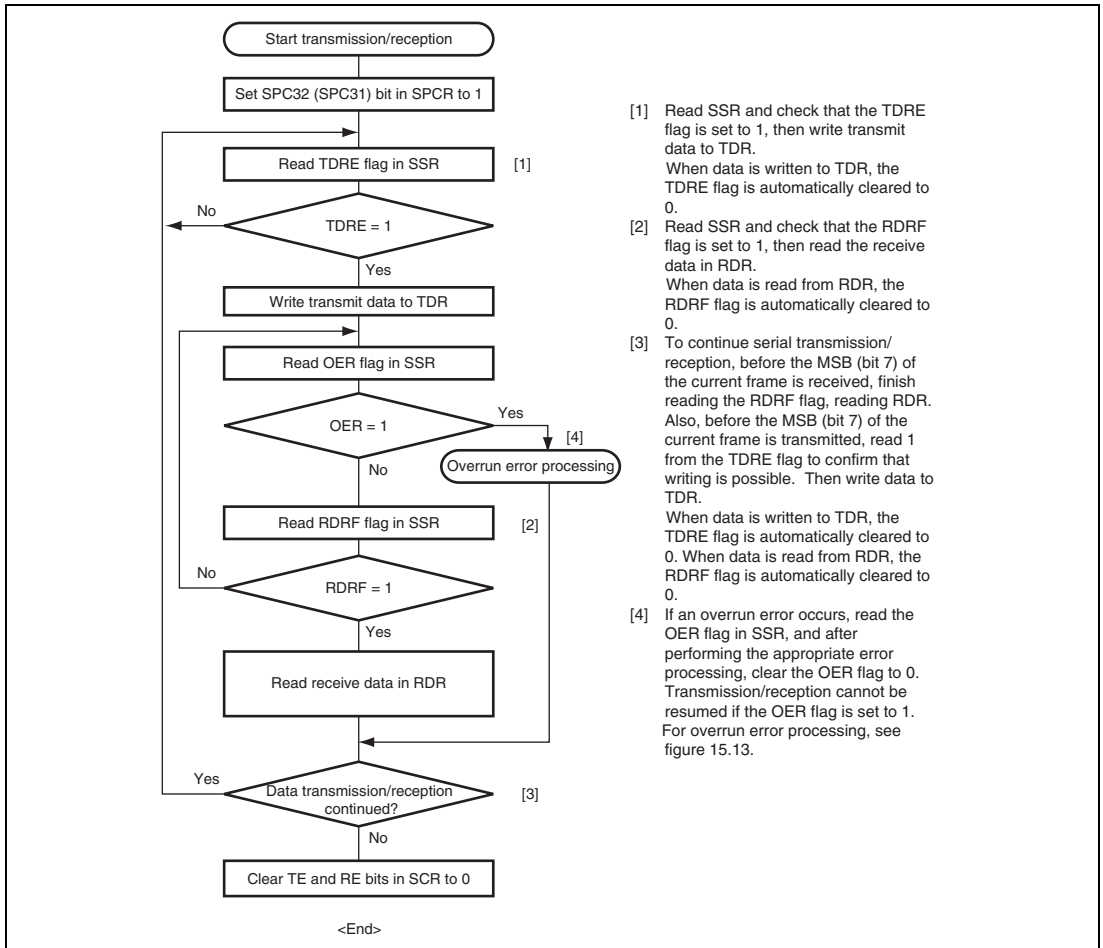 Start transmission/reception
Set SPC32 (SPC31) bit in SPCR to 1
Read TDRE flag in SSR
[1]
No
TDRE = 1
Yes
Write transmit data to TDR
Read OER flag in SSR
Yes
OER = 1
[4]
No
Overrun error processing
Read RDRF flag in SSR
[2]
No
RDRF = 1
Yes
Read receive data in RDR
Yes
Data transmission/reception
continued?
[3]
No
Clear TE and RE bits in SCR to 0
<End>
[1] Read SSR and check that the TDRE
flag is set to 1, then write transmit
data to TDR.
When data is written to TDR, the
TDRE flag is automatically cleared to
0.
[2] Read SSR and check that the RDRF
flag is set to 1, then read the receive
data in RDR.
When data is read from RDR, the
RDRF flag is automatically cleared to
0.
[3] To continue serial transmission/
reception, before the MSB (bit 7) of
the current frame is received, finish
reading the RDRF flag, reading RDR.
Also, before the MSB (bit 7) of the
current frame is transmitted, read 1
from the TDRE flag to confirm that
writing is possible. Then write data to
TDR.
When data is written to TDR, the
TDRE flag is automatically cleared to
0. When data is read from RDR, the
RDRF flag is automatically cleared to
0.
[4] If an overrun error occurs, read the
OER flag in SSR, and after
performing the appropriate error
processing, clear the OER flag to 0.
Transmission/reception cannot be
resumed if the OER flag is set to 1.
For overrun error processing, see
figure 15.13.